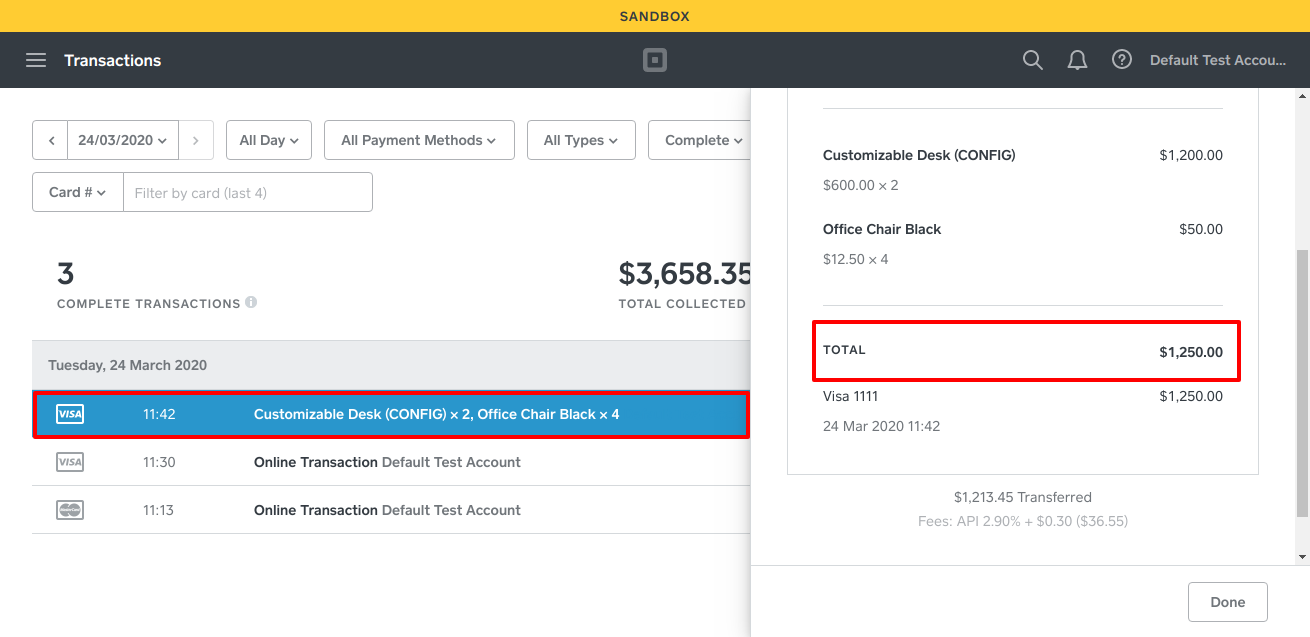 SANDBOX
Transactions
Default Test Accou...
24/03/2020
All Day
All Payment Methods
All Types
Complete
Card #
Filter by card (last 4)
3
COMPLETE TRANSACTIONS
$3,658.35
TOTAL COLLECTED
Tuesday, 24 March 2020
VISA 11:42 Customizable Desk (CONFIG) × 2, Office Chair Black × 4
VISA 11:30 Online Transaction Default Test Account
11:13 Online Transaction Default Test Account
Customizable Desk (CONFIG) $1,200.00
$600.00 × 2
Office Chair Black $50.00
$12.50 × 4
TOTAL $1,250.00
Visa 1111 $1,250.00
24 Mar 2020 11:42
$1,213.45 Transferred
Fees: API 2.90% + $0.30 ($36.55)
Done